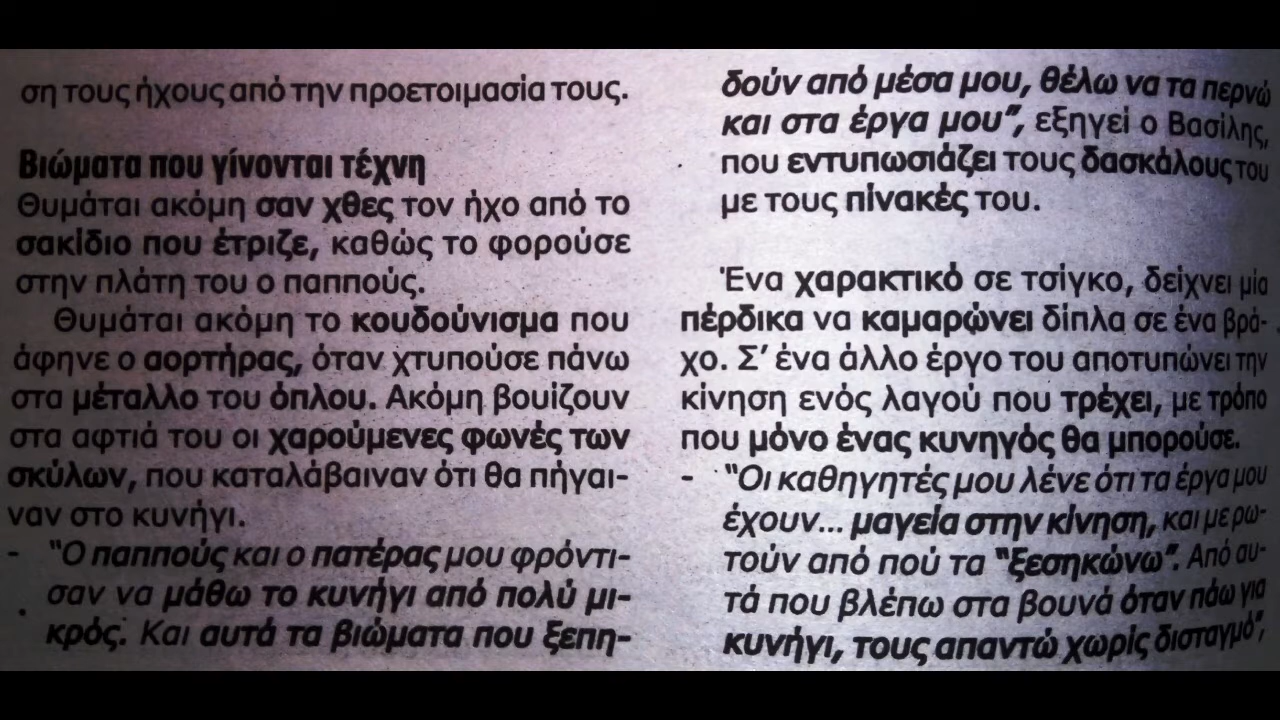 ση τους ήχους από την προετοιμασία τους.
Βιώματα που γίνονται τέχνη
Θυμάται ακόμη σαν χθες τον ήχο από το
σακίδιο που έτριζε, καθώς το φορούσε
στην πλάτη του ο παππούς.
Θυμάται ακόμη το κουδούνισμα που
άφηνε ο αορτήρας, όταν χτυπούσε πάνω
στα μέταλλο του όπλου. Ακόμη βουίζουν
στα αφτιά του οι χαρούμενες φωνές των
σκύλων, που καταλάβαιναν ότι θα πήγαι-
ναν στο κυνήγι.
- "Ο παππούς και ο πατέρας μου φρόντι-
σαν να μάθω το κυνήγι από πολύ μι-
κρός. Και αυτά τα βιώματα που ξεπη-
δούν από μέσα μου, θέλω να τα περνώ
και στα έργα μου", εξηγεί ο Βασίλης,
που εντυπωσιάζει τους δασκάλους του
με τους πίνακές του.
Ένα χαρακτικό σε τσίγκο, δείχνει μία
πέρδικα να καμαρώνει δίπλα σε ένα βρά-
χο. Σ' ένα άλλο έργο του αποτυπώνει την
κίνηση ενός λαγού που τρέχει, με τρόπο
που μόνο ένας κυνηγός θα μπορούσε.
- "Οι καθηγητές μου λένε ότι τα έργα μου
έχουν... μαγεία στην κίνηση, και με ρω-
τούν από πού τα "ξεσηκώνω". Από αυ-
τά που βλέπω στα βουνά όταν πάω για
κυνήγι, τους απαντώ χωρίς δισταγμό",